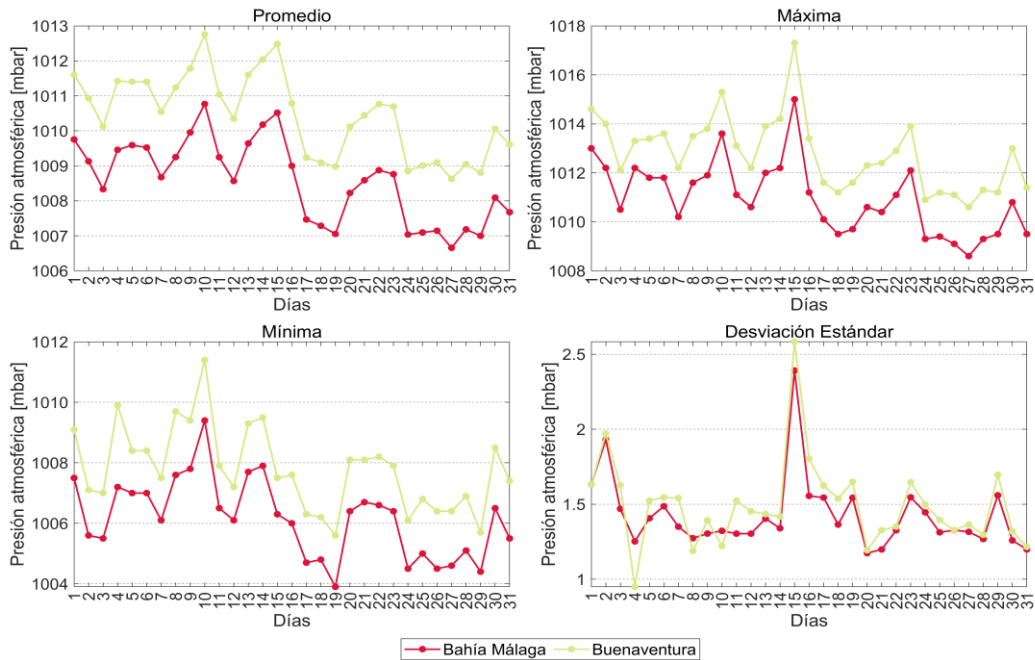 Promedio
Presión atmosférica [mbar]
1013
1012
1011
1010
1009
1008
1007
1006
1 2 3 4 5 6 7 8 9 10 11 12 13 14 15 16 17 18 19 20 21 22 23 24 25 26 27 28 29 30 31
Días
Máxima
Presión atmosférica [mbar]
1018
1016
1014
1012
1010
1008
1 2 3 4 5 6 7 8 9 10 11 12 13 14 15 16 17 18 19 20 21 22 23 24 25 26 27 28 29 30 31
Días
Mínima
Presión atmosférica [mbar]
1012
1010
1008
1006
1004
1 2 3 4 5 6 7 8 9 10 11 12 13 14 15 16 17 18 19 20 21 22 23 24 25 26 27 28 29 30 31
Días
Desviación Estándar
Presión atmosférica [mbar]
2.5
2
1.5
1
1 2 3 4 5 6 7 8 9 10 11 12 13 14 15 16 17 18 19 20 21 22 23 24 25 26 27 28 29 30 31
Días
Bahía Málaga Buenaventura